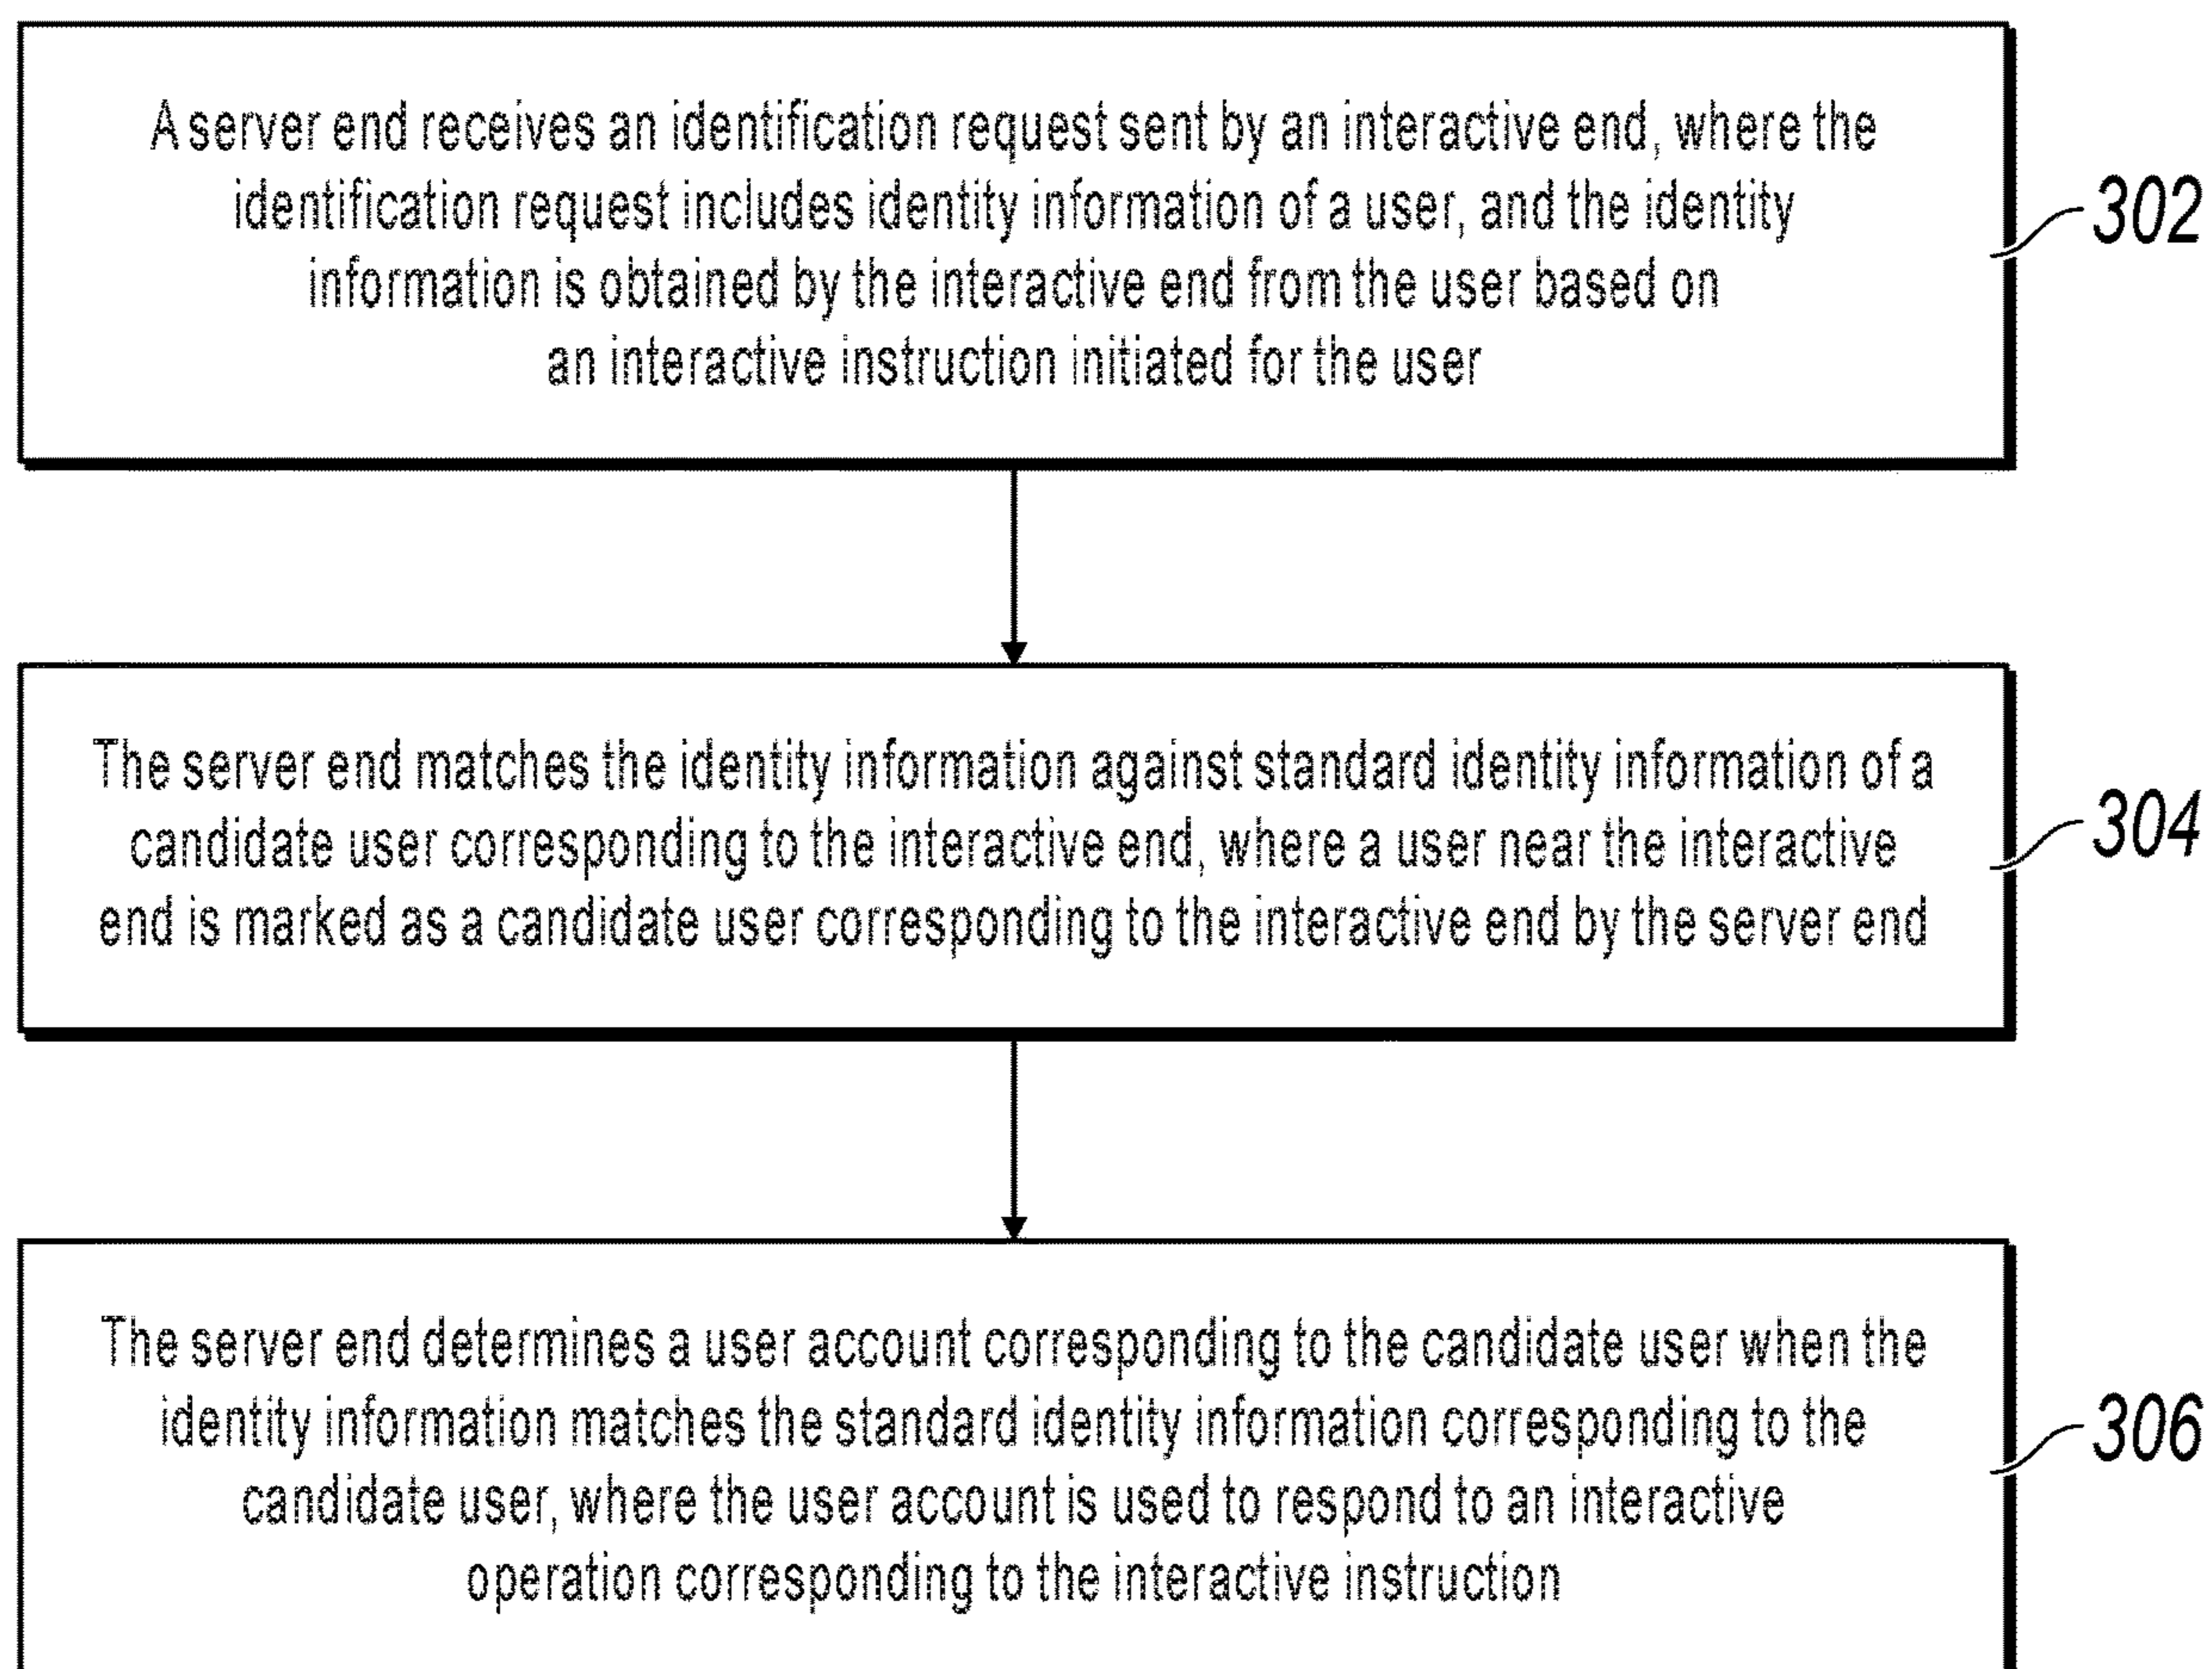 A server end receives an identification request sent by an interactive end, where the
identification request includes identity information of a user, and the identity
information is obtained by the interactive end from the user based on
an interactive instruction initiated for the user
302
The server end matches the identity information against standard identity information of a
candidate user corresponding to the interactive end, where a user near the interactive
end is marked as a candidate user corresponding to the interactive end by the server end
304
The server end determines a user account corresponding to the candidate user when the
identity information matches the standard identity information corresponding to the
candidate user, where the user account is used to respond to an interactive
operation corresponding to the interactive instruction
306